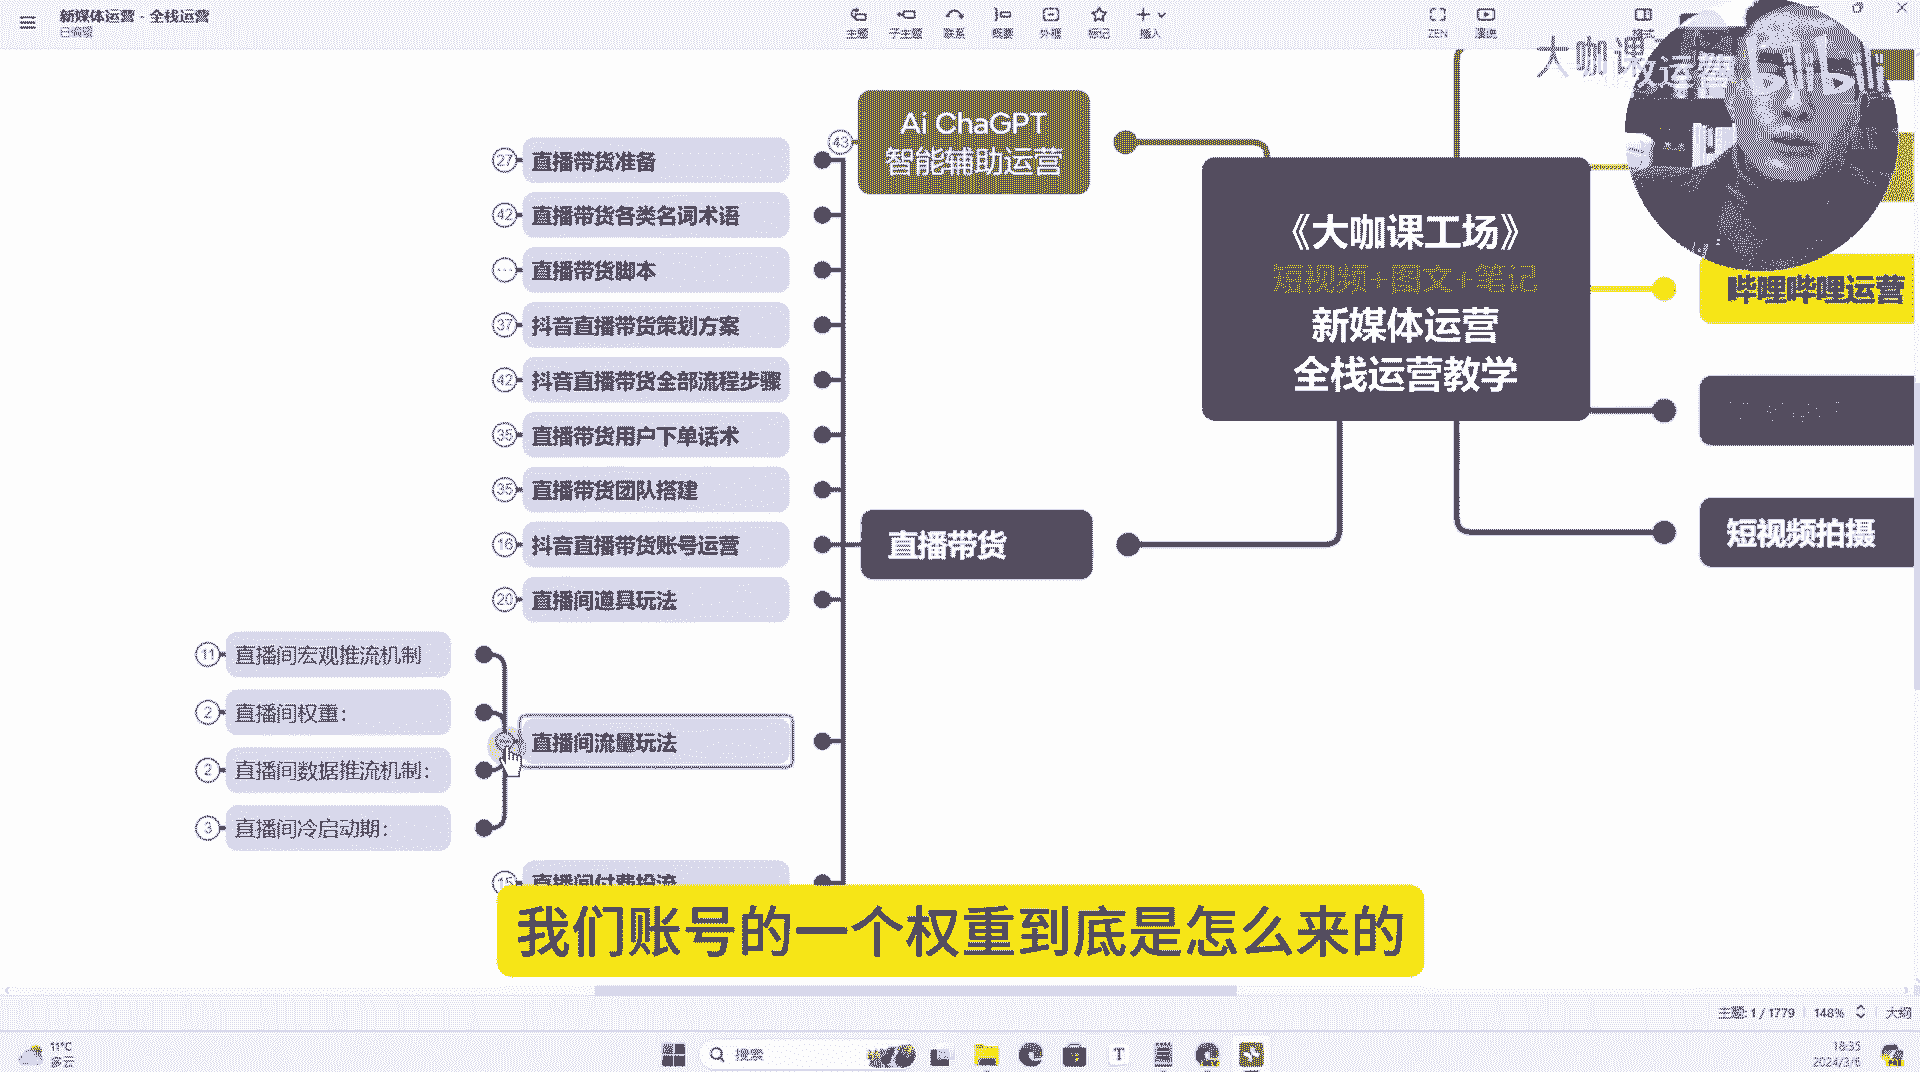 新媒体运营 - 全栈运营
已编辑
主题
子主题
联系
概要
外框
标记
插入
ZEN
演说
格式
大咖课
教运营
bilibili
43
Ai ChaGPT
智能辅助运营
27
直播带货准备
42
直播带货各类名词术语
直播带货脚本
37
抖音直播带货策划方案
42
抖音直播带货全部流程步骤
35
直播带货用户下单话术
35
直播带货团队搭建
16
抖音直播带货账号运营
20
直播间道具玩法
直播带货
《大咖课工场》
短视频+图文+笔记
新媒体运营
全栈运营教学
哔哩哔哩运营
短视频拍摄
11
直播间宏观推流机制
2
直播间权重：
2
直播间数据推流机制：
3
直播间冷启动期：
直播间流量玩法
15
直播间付费投流
我们账号的一个权重到底是怎么来的
主题: 1 / 1779
148%
大纲
11°C
多云
搜索
18:35
2024/3/6